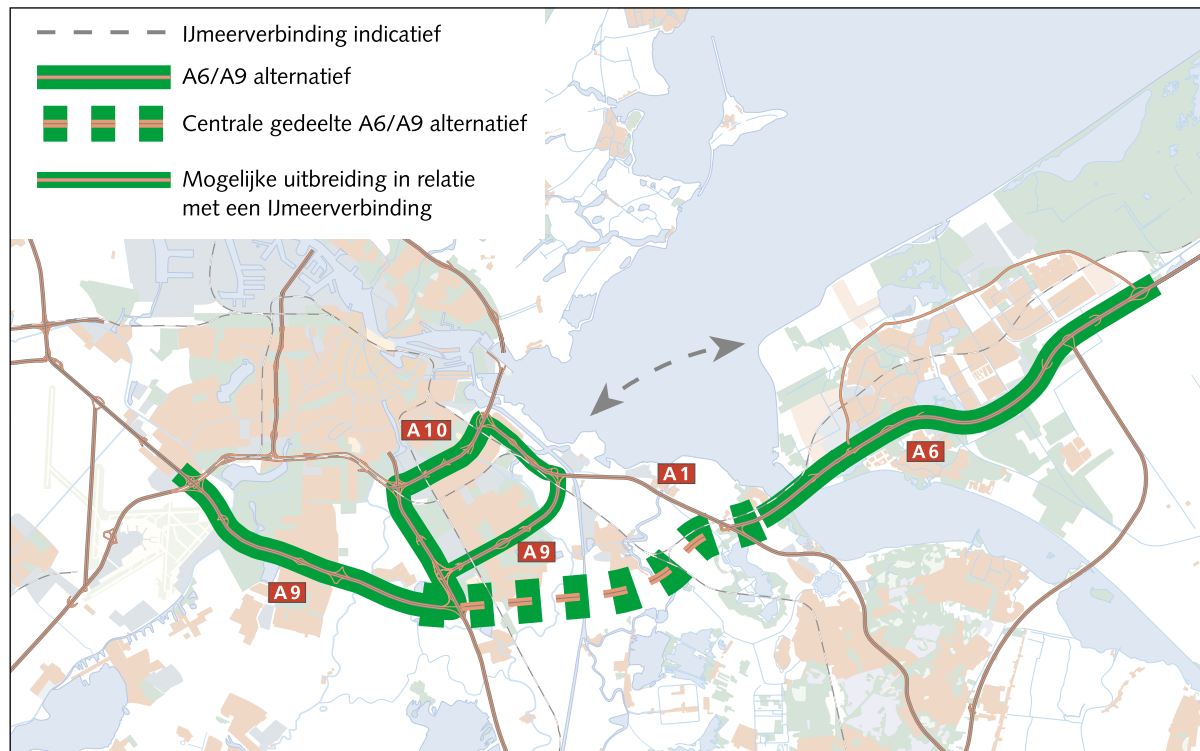 IJmeerverbinding indicatief
A6/A9 alternatief
Centrale gedeelte A6/A9 alternatief
Mogelijke uitbreiding in relatie
met een IJmeerverbinding
A10
A6
A1
A9
A9